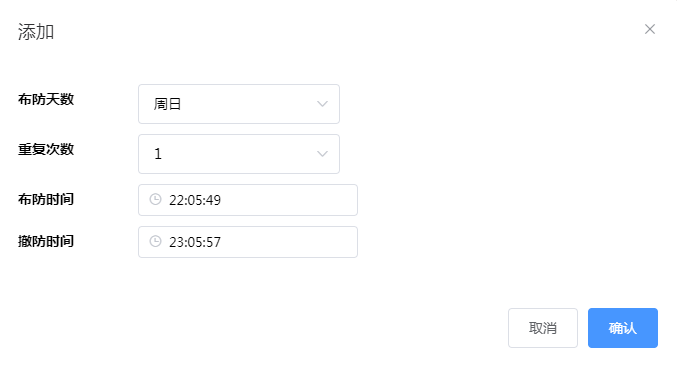 添加
布防天数 周日
重复次数 1
布防时间 22:05:49
撤防时间 23:05:57
取消 确认